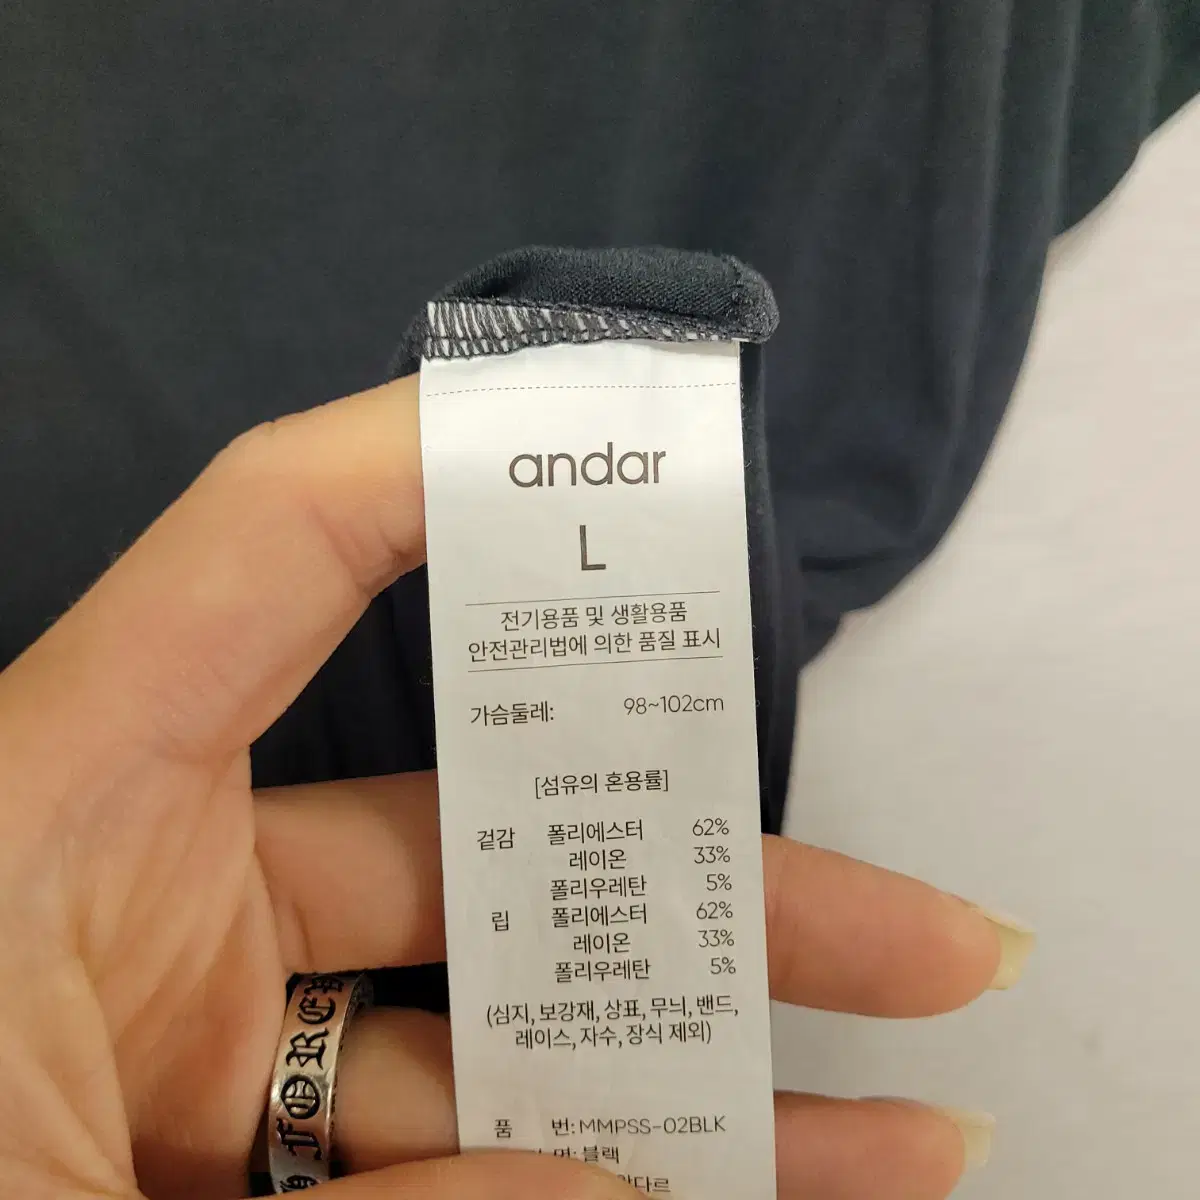 andar
L
전기용품 및 생활용품
안전관리법에 의한 품질 표시
가슴둘레: 98~102cm
[섬유의 혼용률]
겉감 폴리에스터 62%
레이온 33%
폴리우레탄 5%
립 폴리에스터 62%
레이온 33%
폴리우레탄 5%
(심지, 보강재, 상표, 무늬, 밴드,
레이스, 자수, 장식 제외)
품 번: MMPSS-02BLK
명: 블랙
FOREV